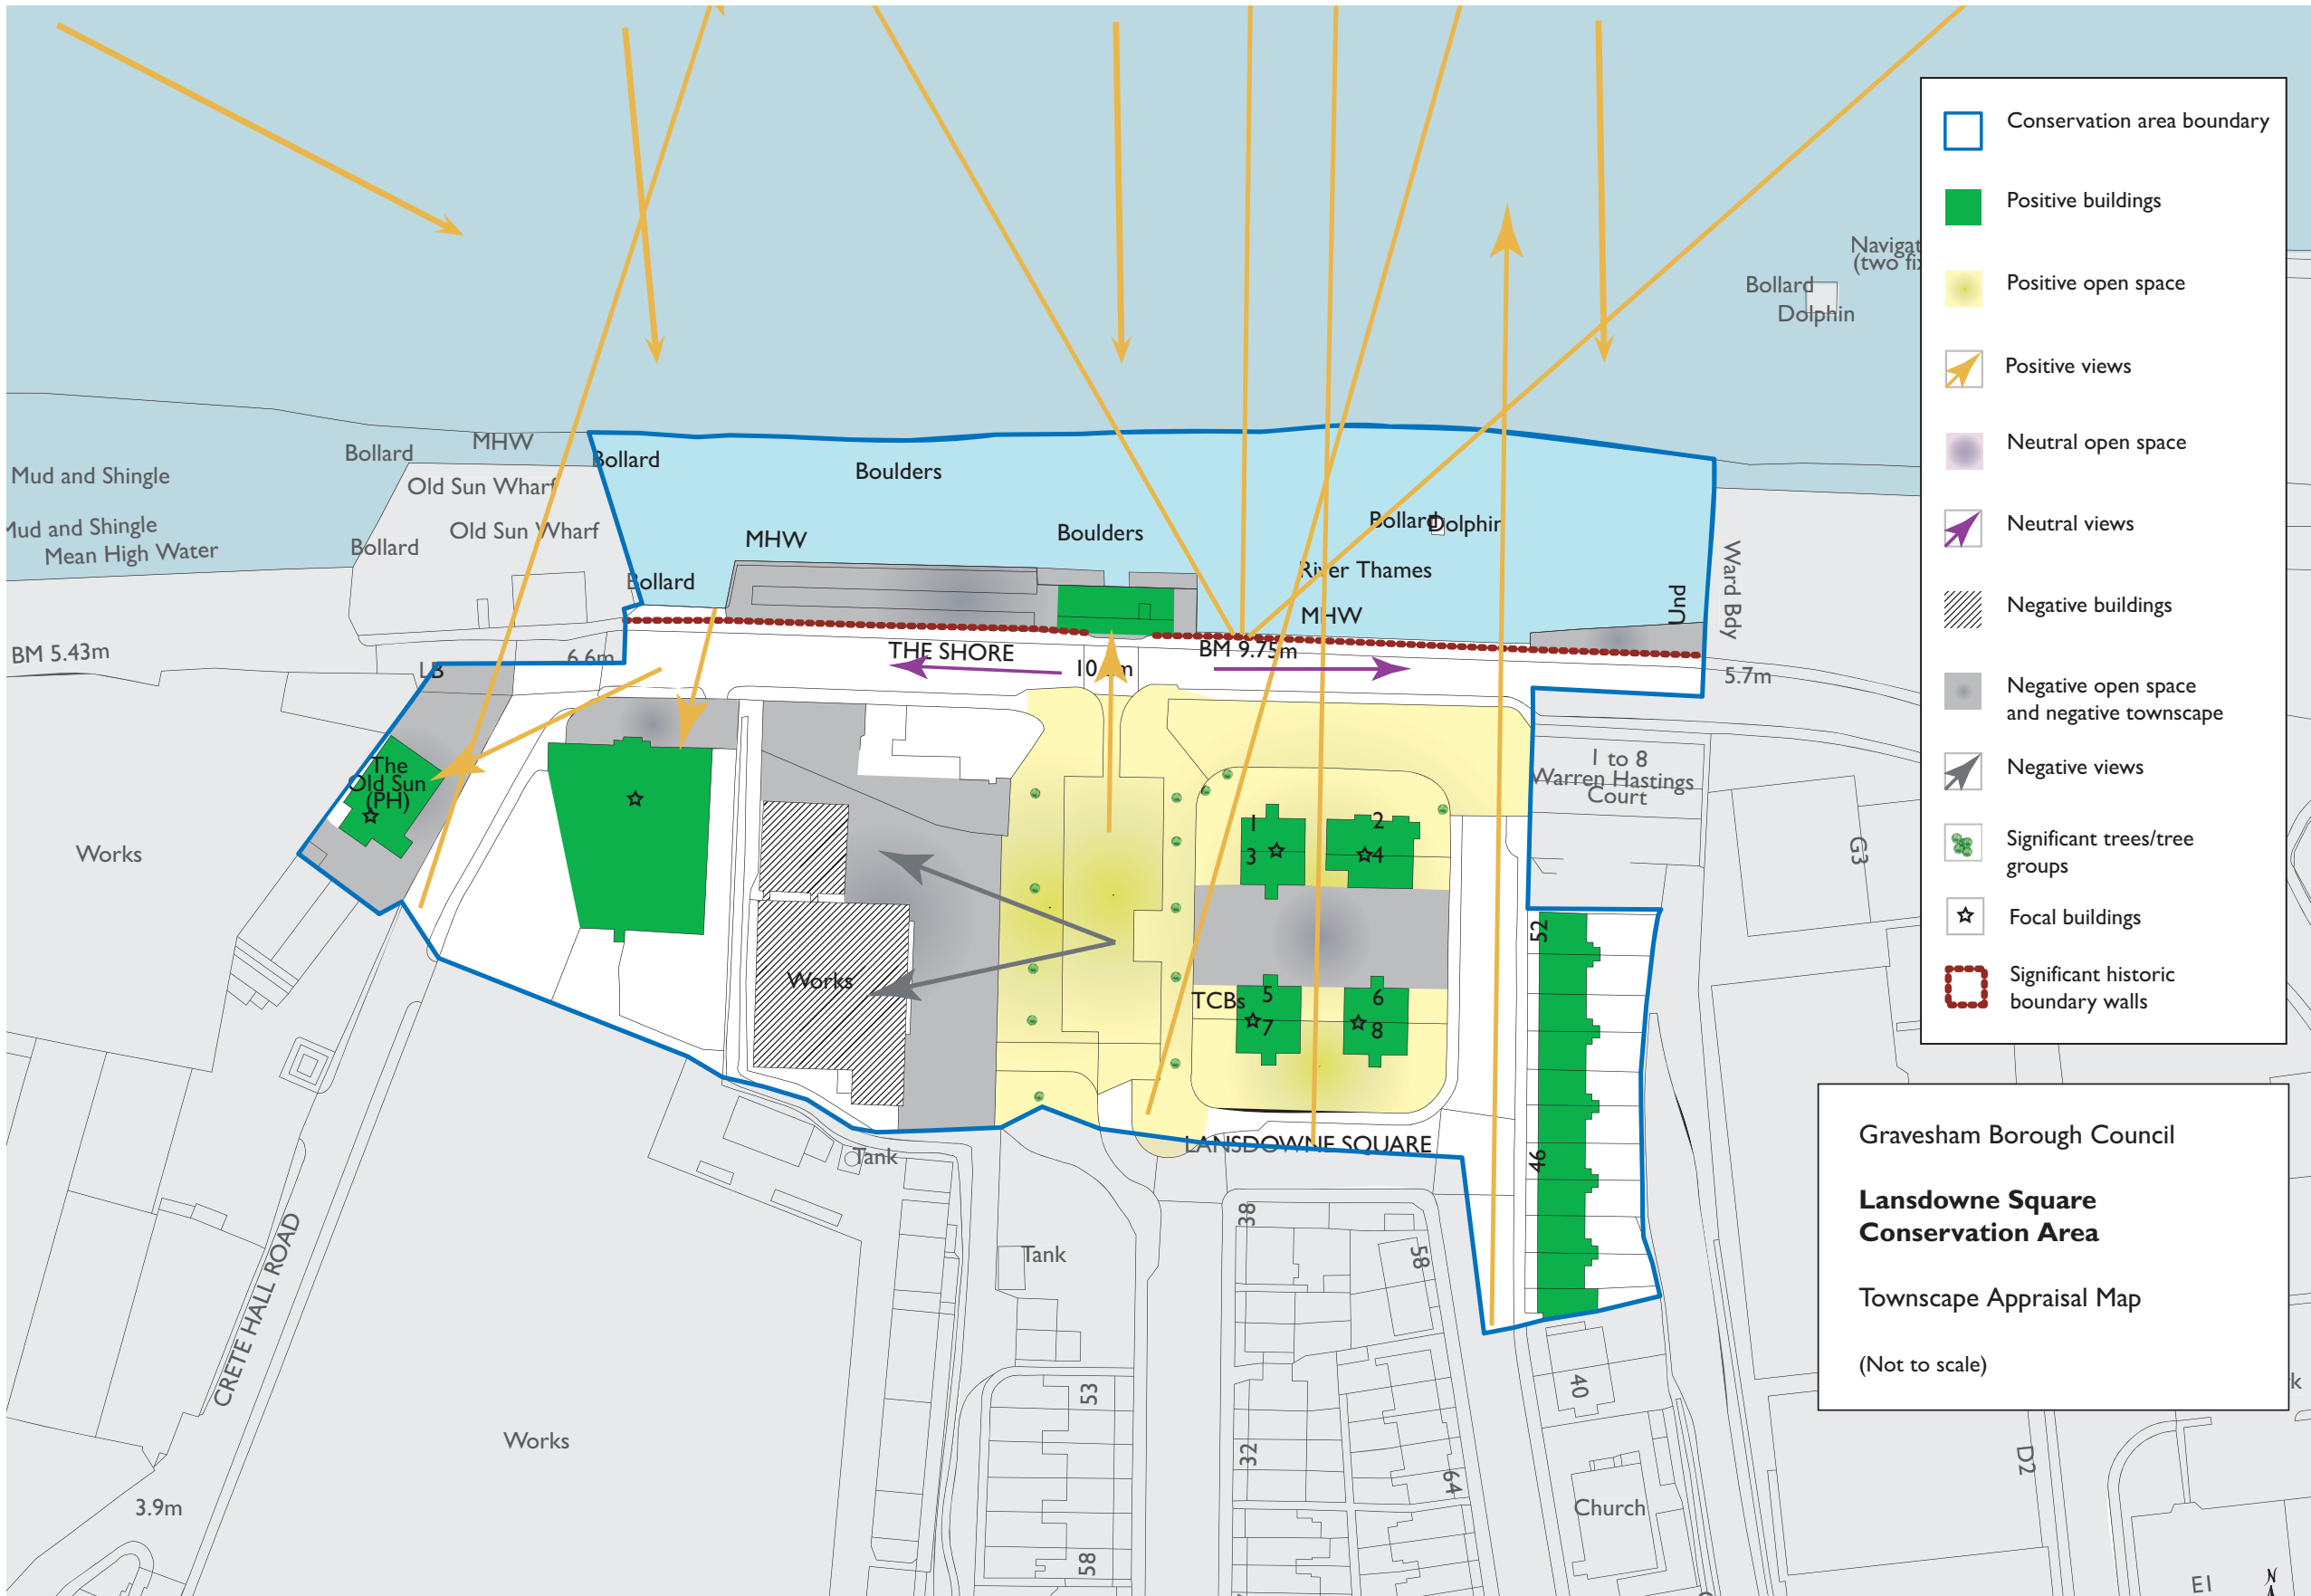 Conservation area boundary
Positive buildings
Positive open space
Positive views
Neutral open space
Neutral views
Negative buildings
Negative open space
and negative townscape
Negative views
Significant trees/tree
groups
Focal buildings
Significant historic
boundary walls
Gravesham Borough Council
Lansdowne Square
Conservation Area
Townscape Appraisal Map
(Not to scale)
Bollard
Dolphin
MHW
Bollard
Bollard
Mud and Shingle
Old Sun Wharf
Boulders
Mud and Shingle
Mean High Water
Old Sun Wharf
Bollard
MHW
Boulders
Bollard
Dolphin
River Thames
Bollard
MHW
Und
Ward Bdy
BM 5.43m
LB
6.6m
THE SHORE
BM 9.75m
5.7m
The
Old Sun
(PH)
1 to 8
Warren Hastings
Court
Works
1
2
3
4
G3
52
Works
TCBs
5
6
7
8
LANSDOWNE SQUARE
46
Tank
38
58
Tank
CRETE HALL ROAD
53
40
Works
32
64
D2
3.9m
Church
58
E1
N